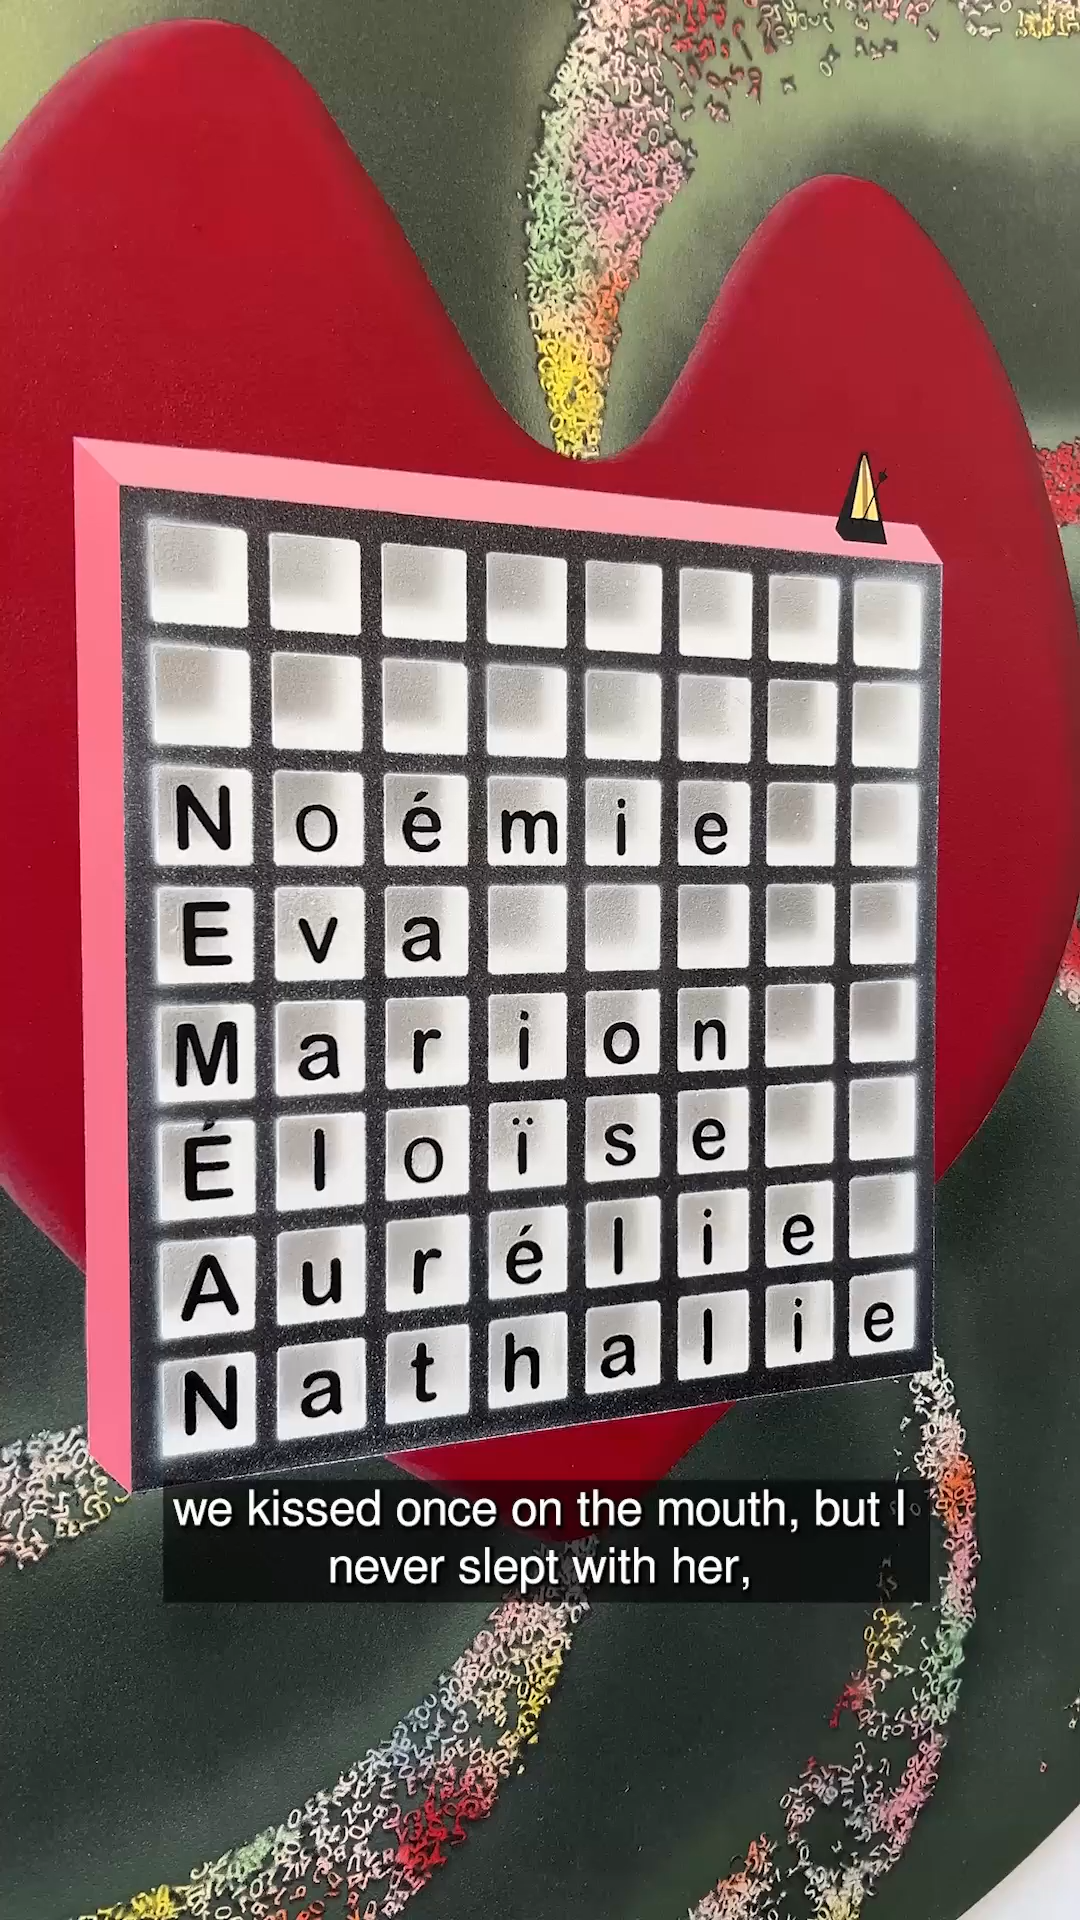 Noémie
Eva
Marion
Éloïse
Aurélie
Nathalie
we kissed once on the mouth, but I
never slept with her,